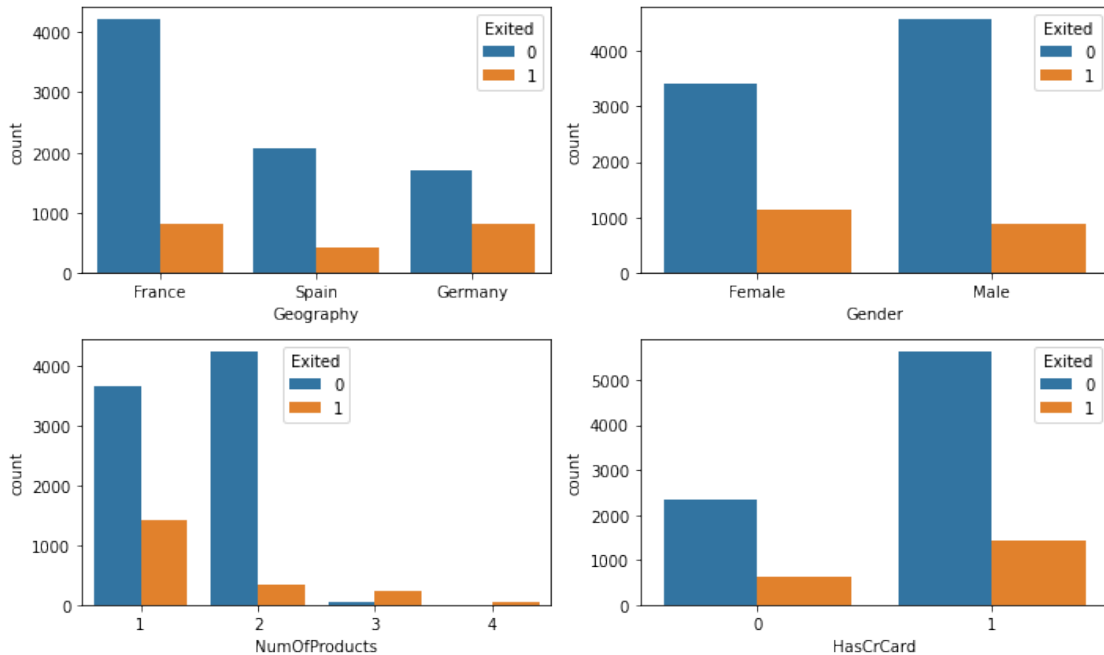 4000
3000
2000
1000
0
count
Exited
0
1
France
Spain
Germany
Geography
4000
3000
2000
1000
0
count
Exited
0
1
Female
Male
Gender
4000
3000
2000
1000
0
count
Exited
0
1
1
2
3
4
NumOfProducts
5000
4000
3000
2000
1000
0
count
Exited
0
1
0
1
HasCrCard